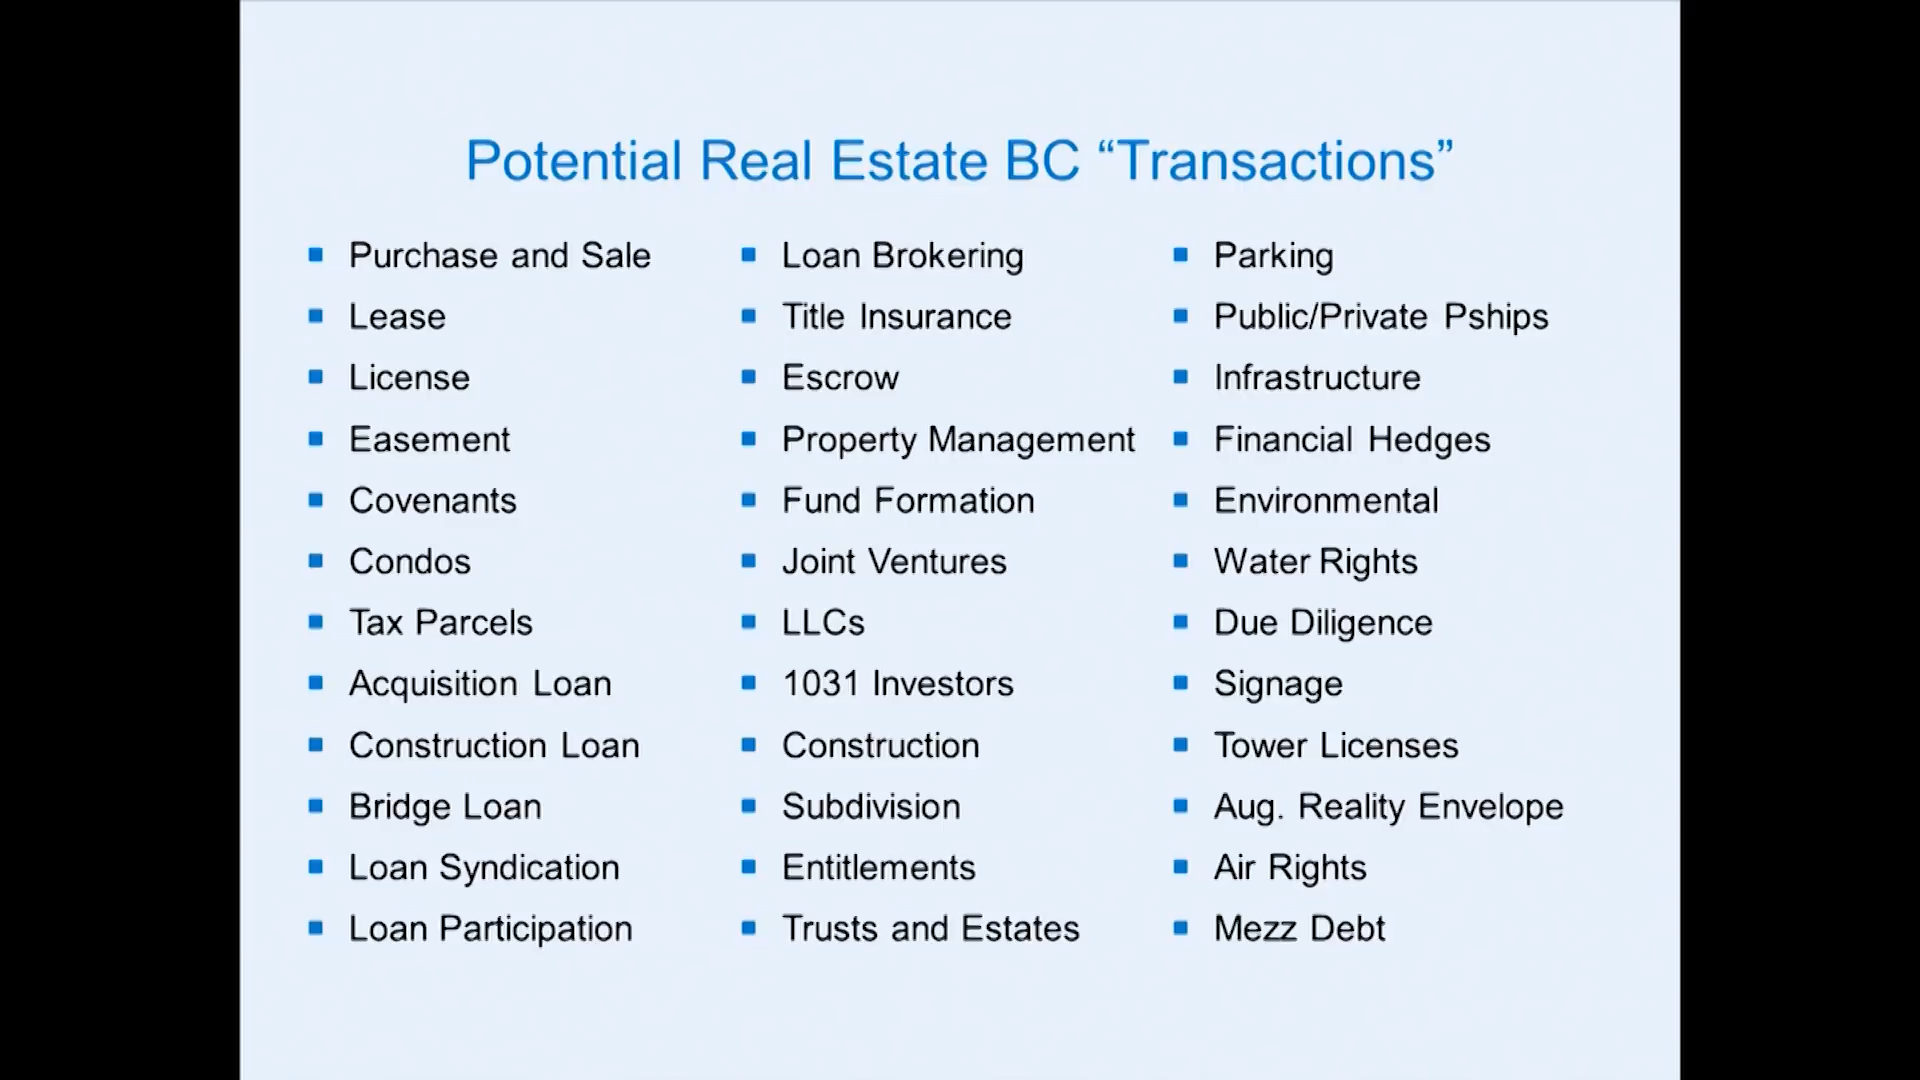 Potential Real Estate BC “Transactions”
Purchase and Sale
Lease
License
Easement
Covenants
Condos
Tax Parcels
Acquisition Loan
Construction Loan
Bridge Loan
Loan Syndication
Loan Participation
Loan Brokering
Title Insurance
Escrow
Property Management
Fund Formation
Joint Ventures
LLCs
1031 Investors
Construction
Subdivision
Entitlements
Trusts and Estates
Parking
Public/Private Pships
Infrastructure
Financial Hedges
Environmental
Water Rights
Due Diligence
Signage
Tower Licenses
Aug. Reality Envelope
Air Rights
Mezz Debt